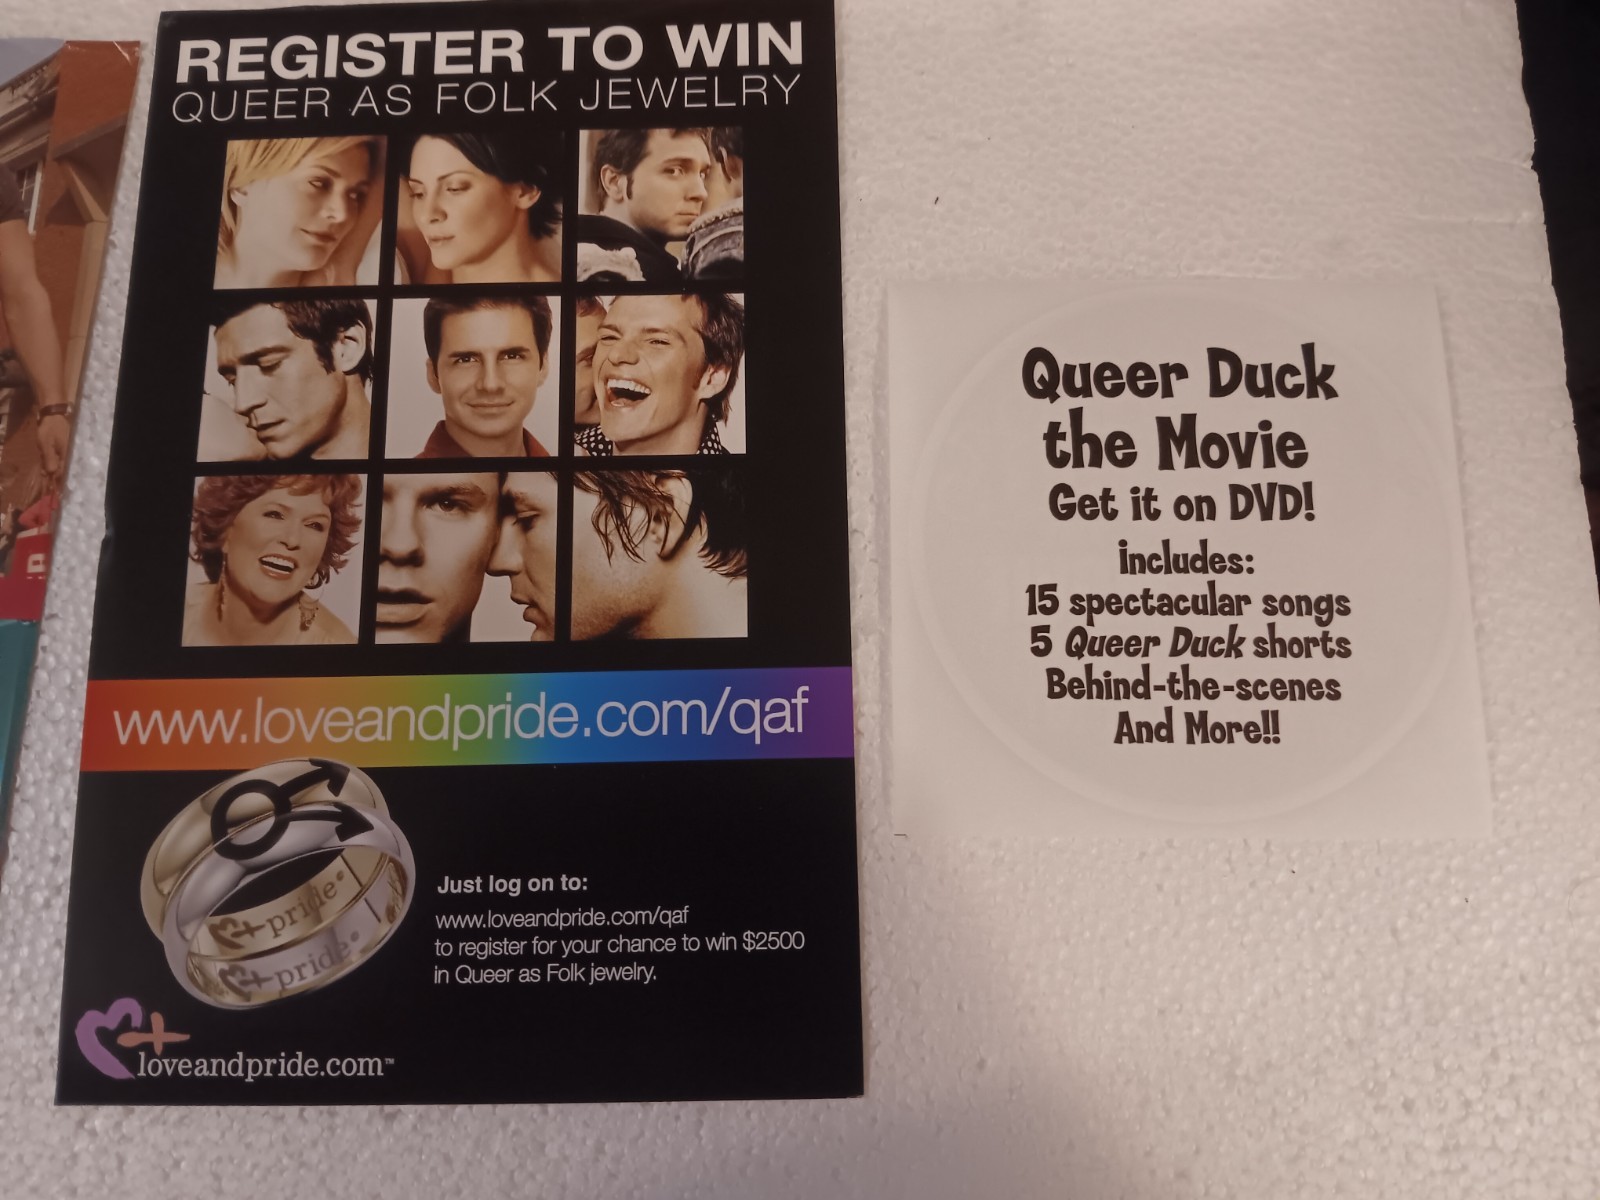 REGISTER TO WIN
QUEER AS FOLK JEWELRY
www.loveandpride.com/qaf
+pride
+pride
Just log on to:
www.loveandpride.com/qaf
to register for your chance to win $2500
in Queer as Folk jewelry.
loveandpride.com™
Queer Duck
the Movie
Get it on DVD!
includes:
15 spectacular songs
5 Queer Duck shorts
Behind-the-scenes
And More!!